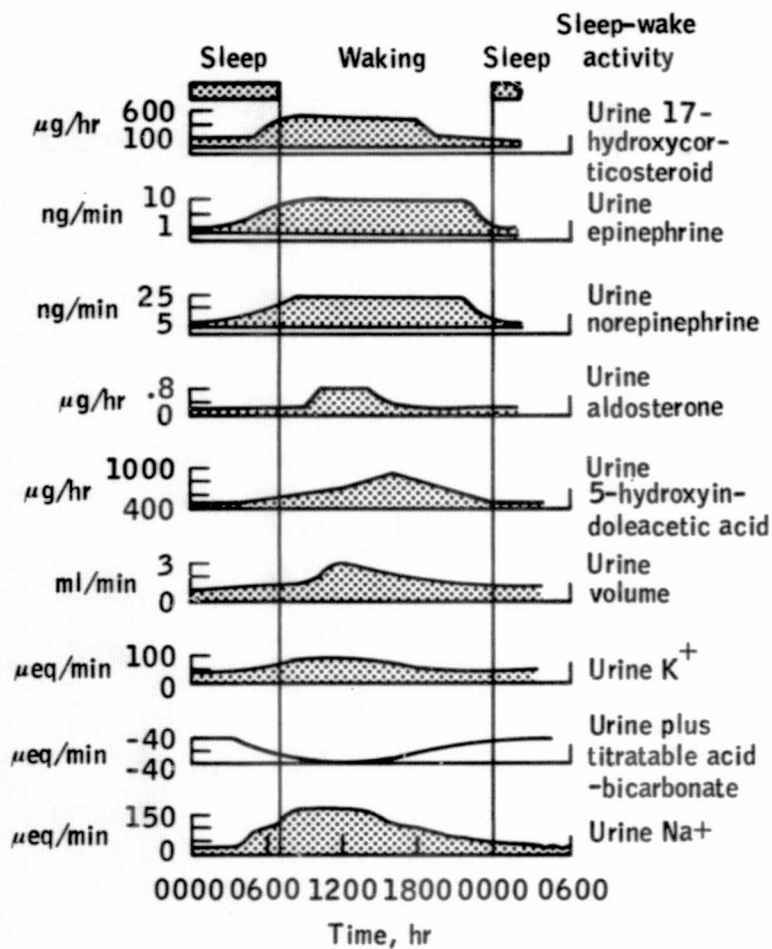 Sleep-wake
Sleep Waking Sleep activity
μg/hr 600 100 Urine 17-
hydroxycor-
ticosteroid
ng/min 10 1 Urine
epinephrine
ng/min 25 5 Urine
norepinephrine
μg/hr .8 0 Urine
aldosterone
μg/hr 1000 400 Urine
5-hydroxyin-
doleacetic acid
ml/min 3 0 Urine
volume
μeq/min 100 0 Urine K+
μeq/min -40 -40 Urine plus
titratable acid
-bicarbonate
μeq/min 150 0 Urine Na+
0000 0600 1200 1800 0000 0600
Time, hr